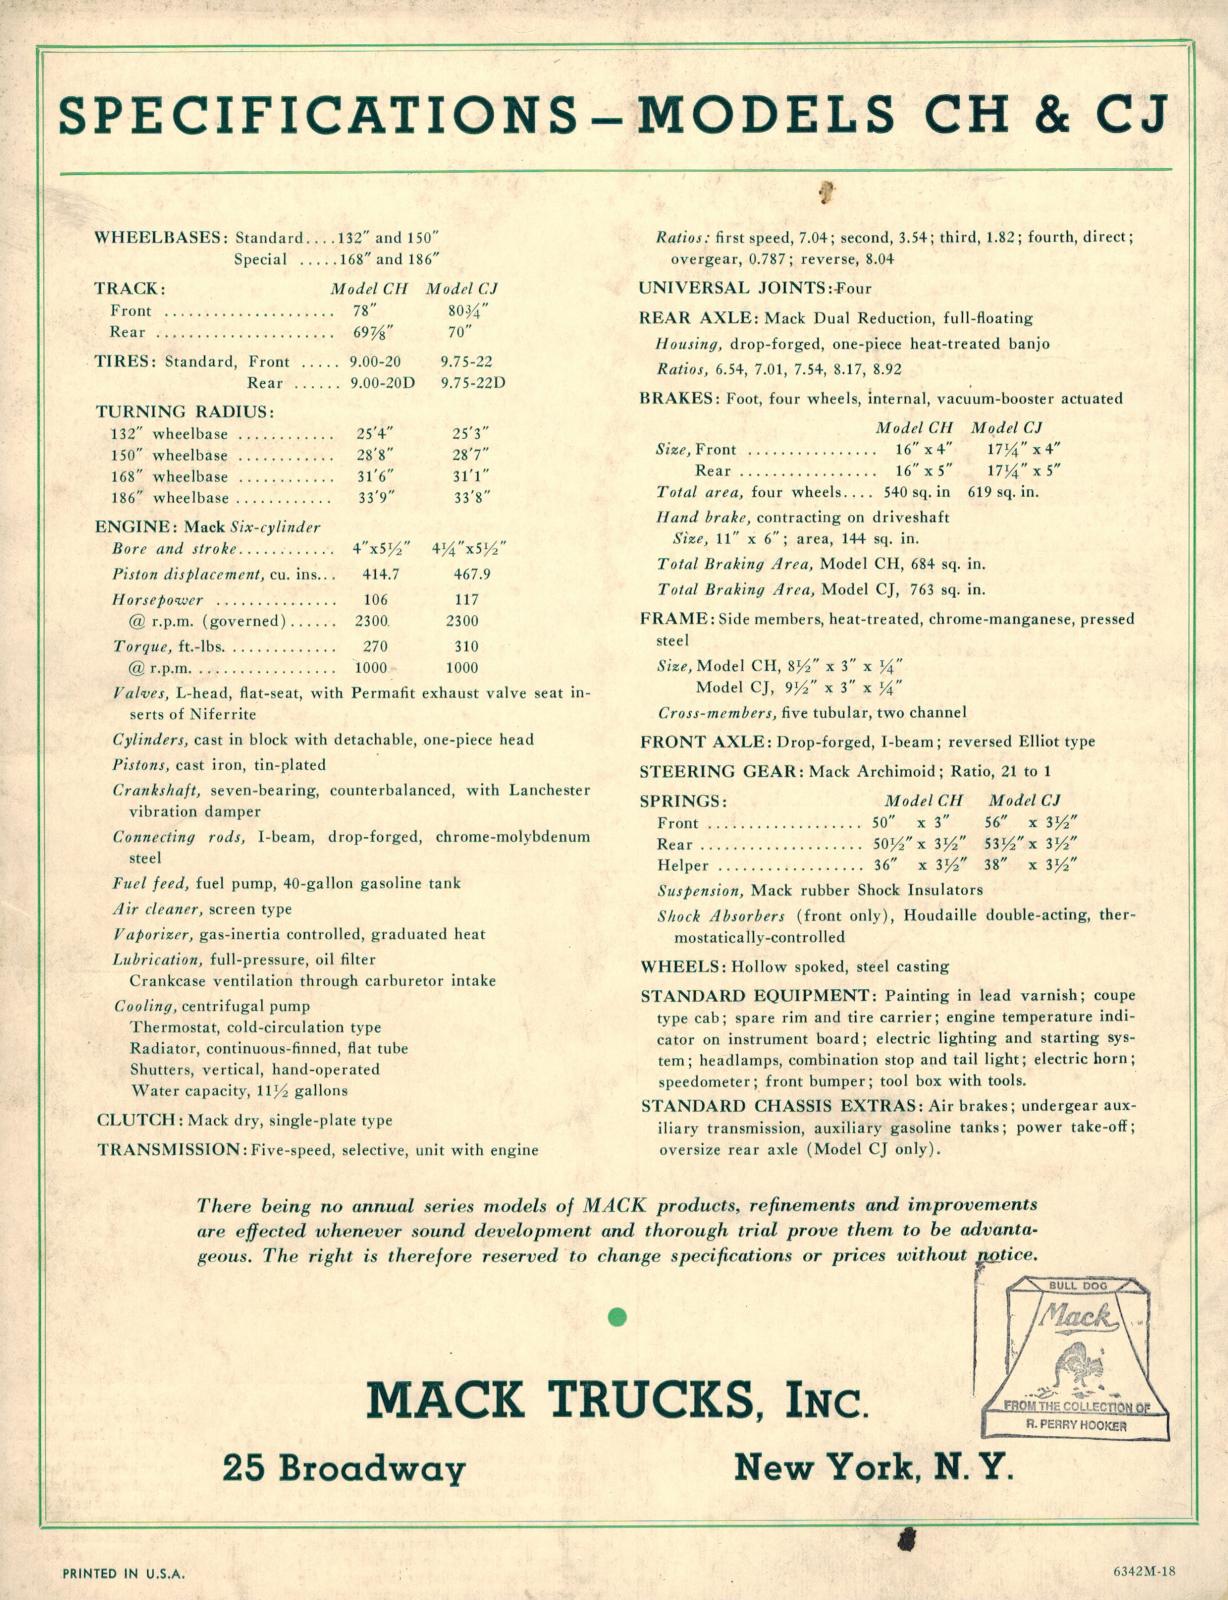 SPECIFICATIONS – MODELS CH & CJ
WHEELBASES: Standard....132″ and 150″
Special .....168″ and 186″
TRACK: Model CH Model CJ
Front ..................... 78″ 80¾″
Rear ...................... 69⅞″ 70″
TIRES: Standard, Front ..... 9.00-20 9.75-22
Rear ...... 9.00-20D 9.75-22D
TURNING RADIUS:
132″ wheelbase ............ 25′4″ 25′3″
150″ wheelbase ............ 28′8″ 28′7″
168″ wheelbase ............ 31′6″ 31′1″
186″ wheelbase ............ 33′9″ 33′8″
ENGINE: Mack Six-cylinder
Bore and stroke............ 4″x5½″ 4¼″x5½″
Piston displacement, cu. ins... 414.7 467.9
Horsepower ............... 106 117
@ r.p.m. (governed)...... 2300 2300
Torque, ft.-lbs. ............. 270 310
@ r.p.m. ................. 1000 1000
Valves, L-head, flat-seat, with Permafit exhaust valve seat in-
serts of Niferrite
Cylinders, cast in block with detachable, one-piece head
Pistons, cast iron, tin-plated
Crankshaft, seven-bearing, counterbalanced, with Lanchester
vibration damper
Connecting rods, I-beam, drop-forged, chrome-molybdenum
steel
Fuel feed, fuel pump, 40-gallon gasoline tank
Air cleaner, screen type
Vaporizer, gas-inertia controlled, graduated heat
Lubrication, full-pressure, oil filter
Crankcase ventilation through carburetor intake
Cooling, centrifugal pump
Thermostat, cold-circulation type
Radiator, continuous-finned, flat tube
Shutters, vertical, hand-operated
Water capacity, 11½ gallons
CLUTCH: Mack dry, single-plate type
TRANSMISSION: Five-speed, selective, unit with engine
Ratios: first speed, 7.04; second, 3.54; third, 1.82; fourth, direct;
overgear, 0.787; reverse, 8.04
UNIVERSAL JOINTS: Four
REAR AXLE: Mack Dual Reduction, full-floating
Housing, drop-forged, one-piece heat-treated banjo
Ratios, 6.54, 7.01, 7.54, 8.17, 8.92
BRAKES: Foot, four wheels, internal, vacuum-booster actuated
Model CH Model CJ
Size, Front ................ 16″ x 4″ 17¼″ x 4″
Rear ................. 16″ x 5″ 17¼″ x 5″
Total area, four wheels.... 540 sq. in 619 sq. in.
Hand brake, contracting on driveshaft
Size, 11″ x 6″; area, 144 sq. in.
Total Braking Area, Model CH, 684 sq. in.
Total Braking Area, Model CJ, 763 sq. in.
FRAME: Side members, heat-treated, chrome-manganese, pressed
steel
Size, Model CH, 8½″ x 3″ x ¼″
Model CJ, 9½″ x 3″ x ¼″
Cross-members, five tubular, two channel
FRONT AXLE: Drop-forged, I-beam; reversed Elliot type
STEERING GEAR: Mack Archimoid; Ratio, 21 to 1
SPRINGS: Model CH Model CJ
Front ................... 50″ x 3″ 56″ x 3½″
Rear .................... 50½″ x 3½″ 53½″ x 3½″
Helper .................. 36″ x 3½″ 38″ x 3½″
Suspension, Mack rubber Shock Insulators
Shock Absorbers (front only), Houdaille double-acting, ther-
mostatically-controlled
WHEELS: Hollow spoked, steel casting
STANDARD EQUIPMENT: Painting in lead varnish; coupe
type cab; spare rim and tire carrier; engine temperature indi-
cator on instrument board; electric lighting and starting sys-
tem; headlamps, combination stop and tail light; electric horn;
speedometer; front bumper; tool box with tools.
STANDARD CHASSIS EXTRAS: Air brakes; undergear aux-
iliary transmission, auxiliary gasoline tanks; power take-off;
oversize rear axle (Model CJ only).
There being no annual series models of MACK products, refinements and improvements
are effected whenever sound development and thorough trial prove them to be advanta-
geous. The right is therefore reserved to change specifications or prices without notice.
BULL DOG
Mack
FROM THE COLLECTION OF
R. PERRY HOOKER
MACK TRUCKS, INC.
25 Broadway New York, N. Y.
PRINTED IN U.S.A. 6342M-18